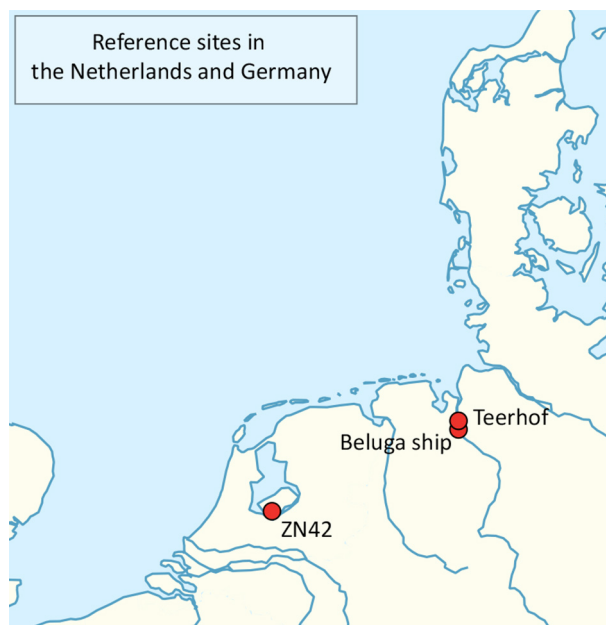 Reference sites in
the Netherlands and Germany
Teerhof
Beluga ship
ZN42